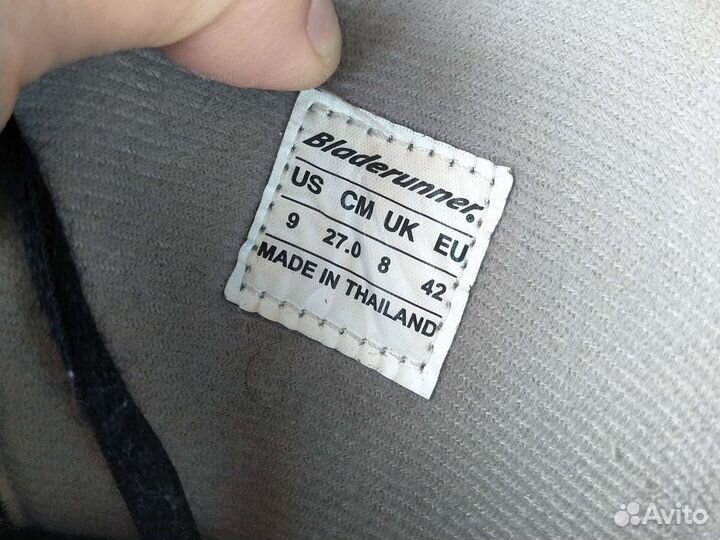 Bladerunner®
US CM UK EU
9 27.0 8 42
MADE IN THAILAND
Avito